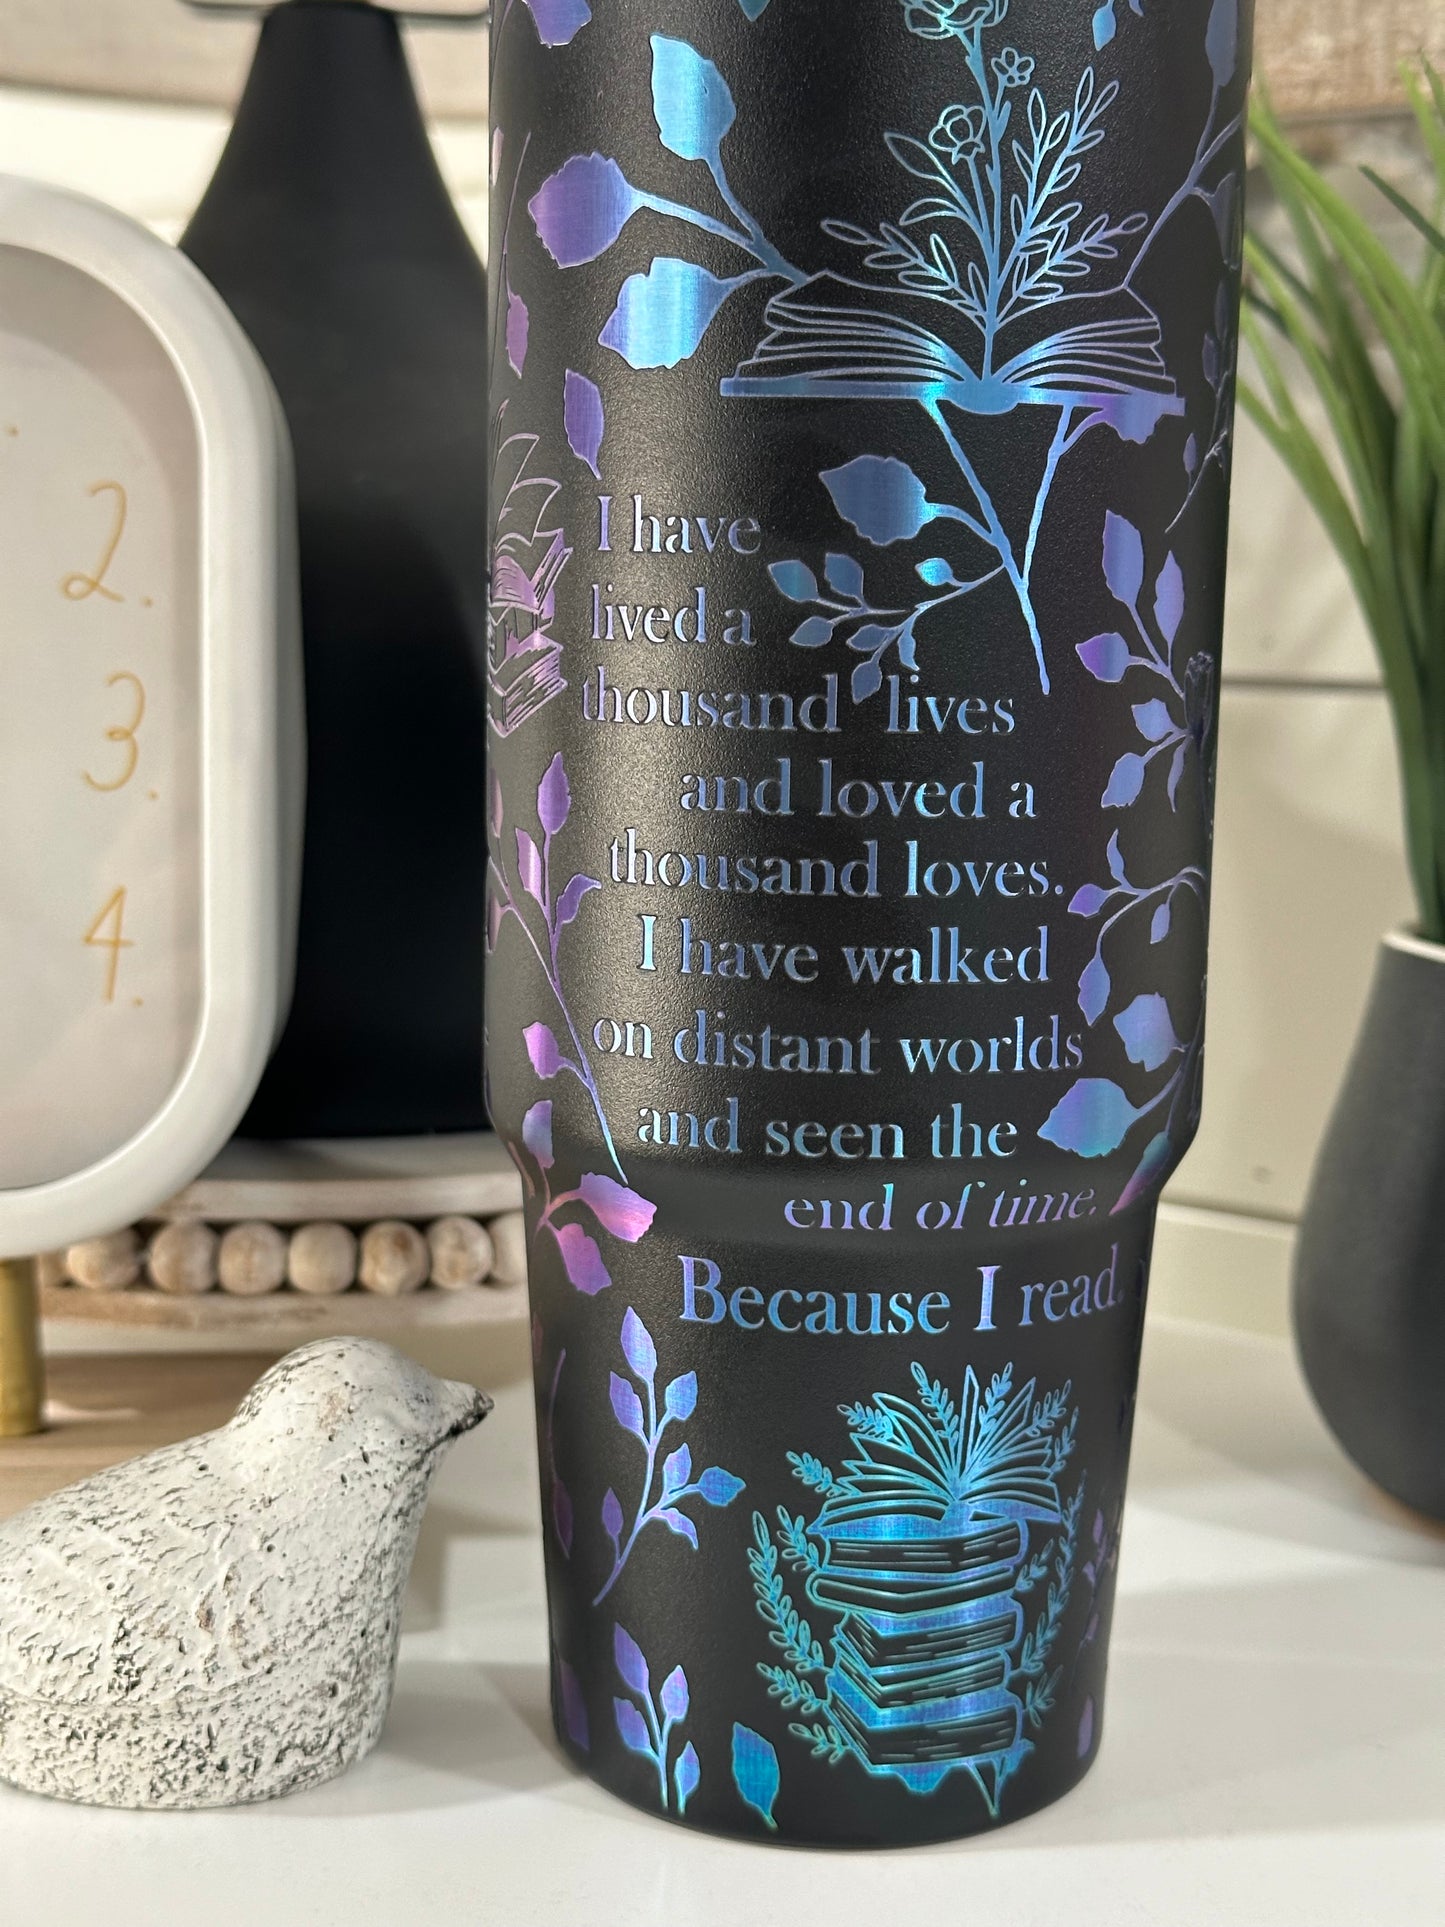 2.
3.
4.
I have
lived a
thousand lives
and loved a
thousand loves.
I have walked
on distant worlds
and seen the
end of time.
Because I read.